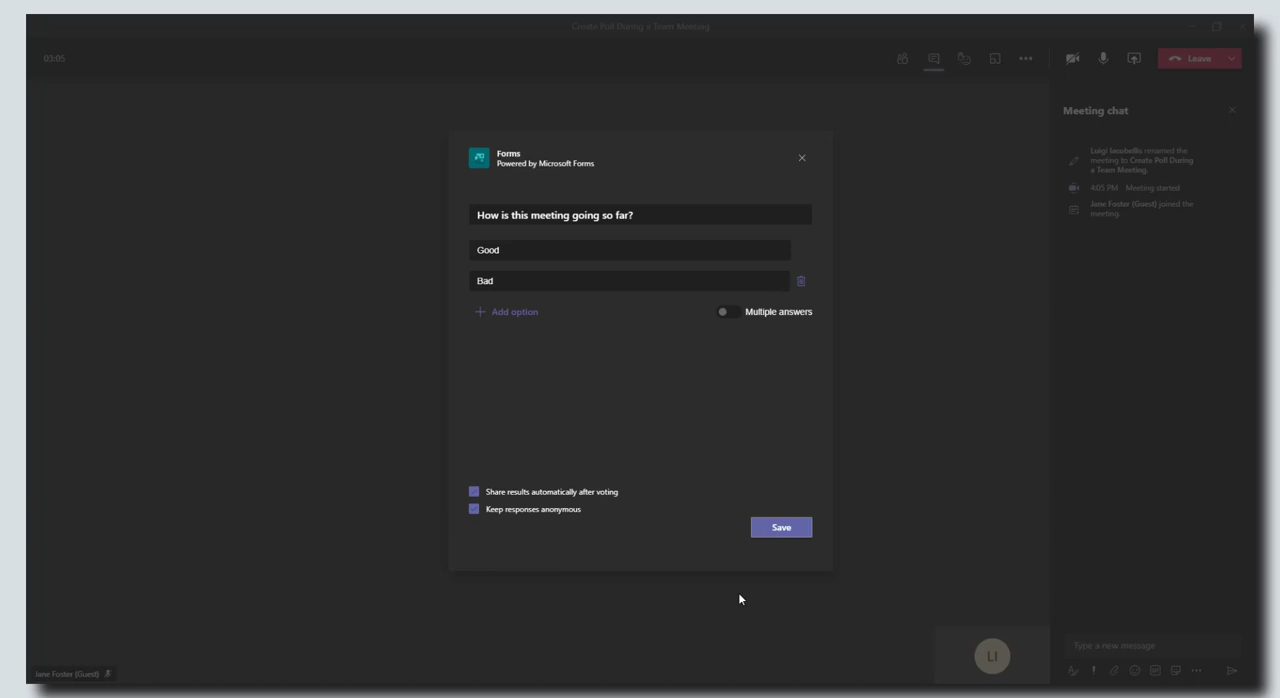 Create Poll During a Team Meeting
03:05
Leave
Meeting chat
Luigi Iacobellis renamed the
meeting to Create Poll During
a Team Meeting.
4:05 PM Meeting started
Jane Foster (Guest) joined the
meeting.
Forms
Powered by Microsoft Forms
How is this meeting going so far?
Good
Bad
Add option
Multiple answers
Share results automatically after voting
Keep responses anonymous
Save
Type a new message
LI
Jane Foster (Guest)